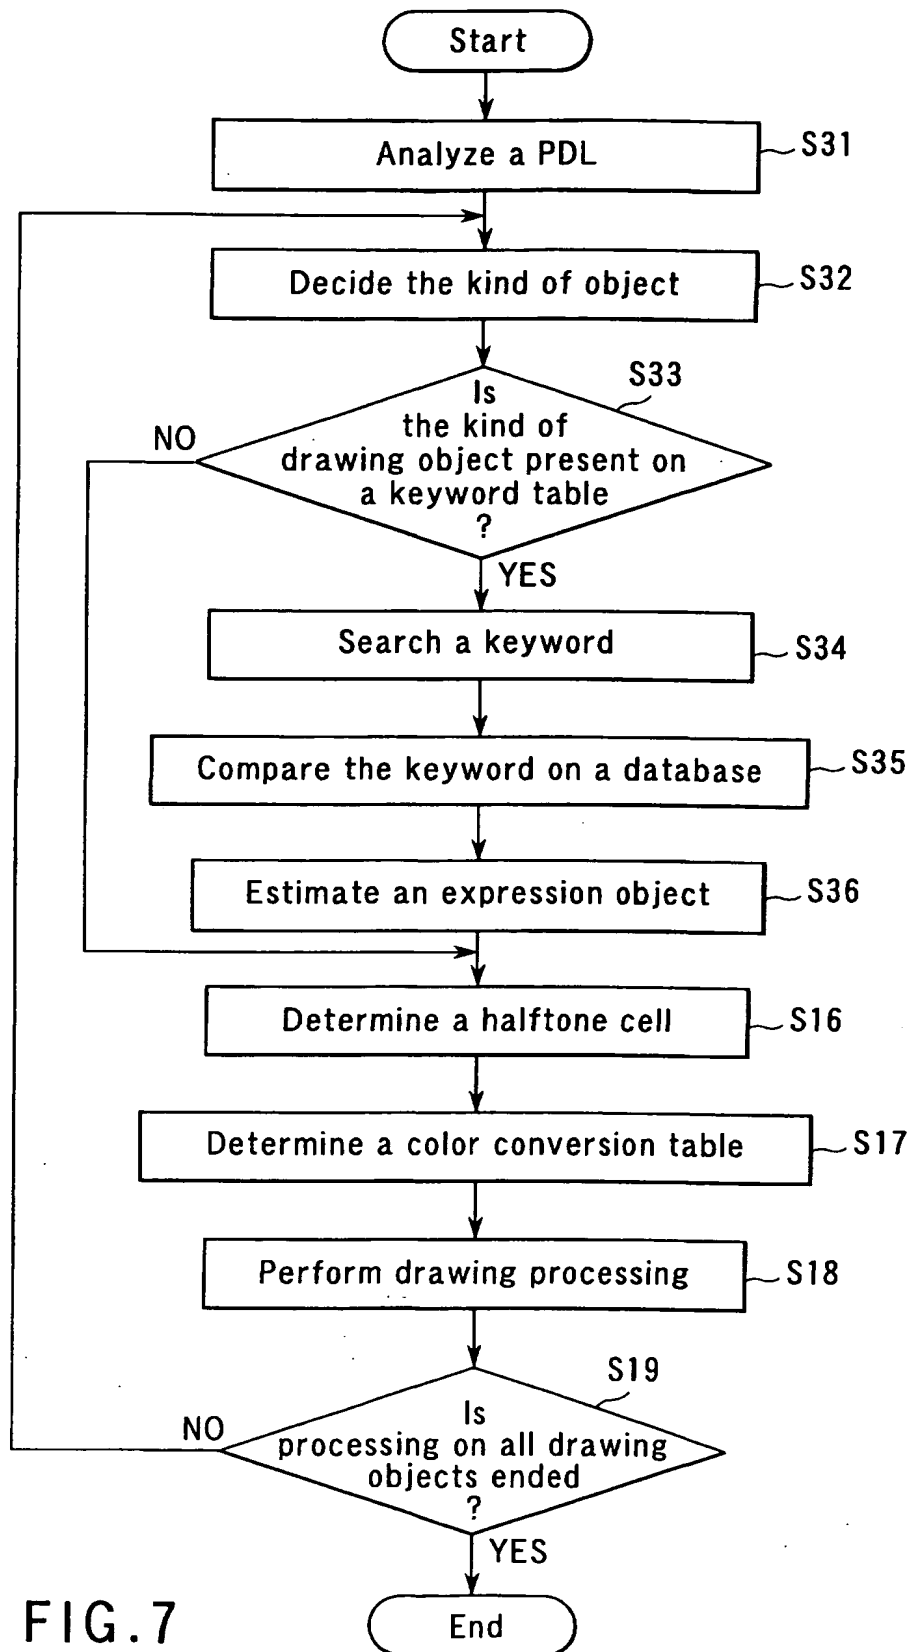 Start
Analyze a PDL
S31
Decide the kind of object
S32
S33
Is
the kind of
drawing object present on
a keyword table
?
NO
YES
Search a keyword
S34
Compare the keyword on a database
S35
Estimate an expression object
S36
Determine a halftone cell
S16
Determine a color conversion table
S17
Perform drawing processing
S18
S19
Is
processing on all drawing
objects ended
?
NO
YES
End
FIG.7